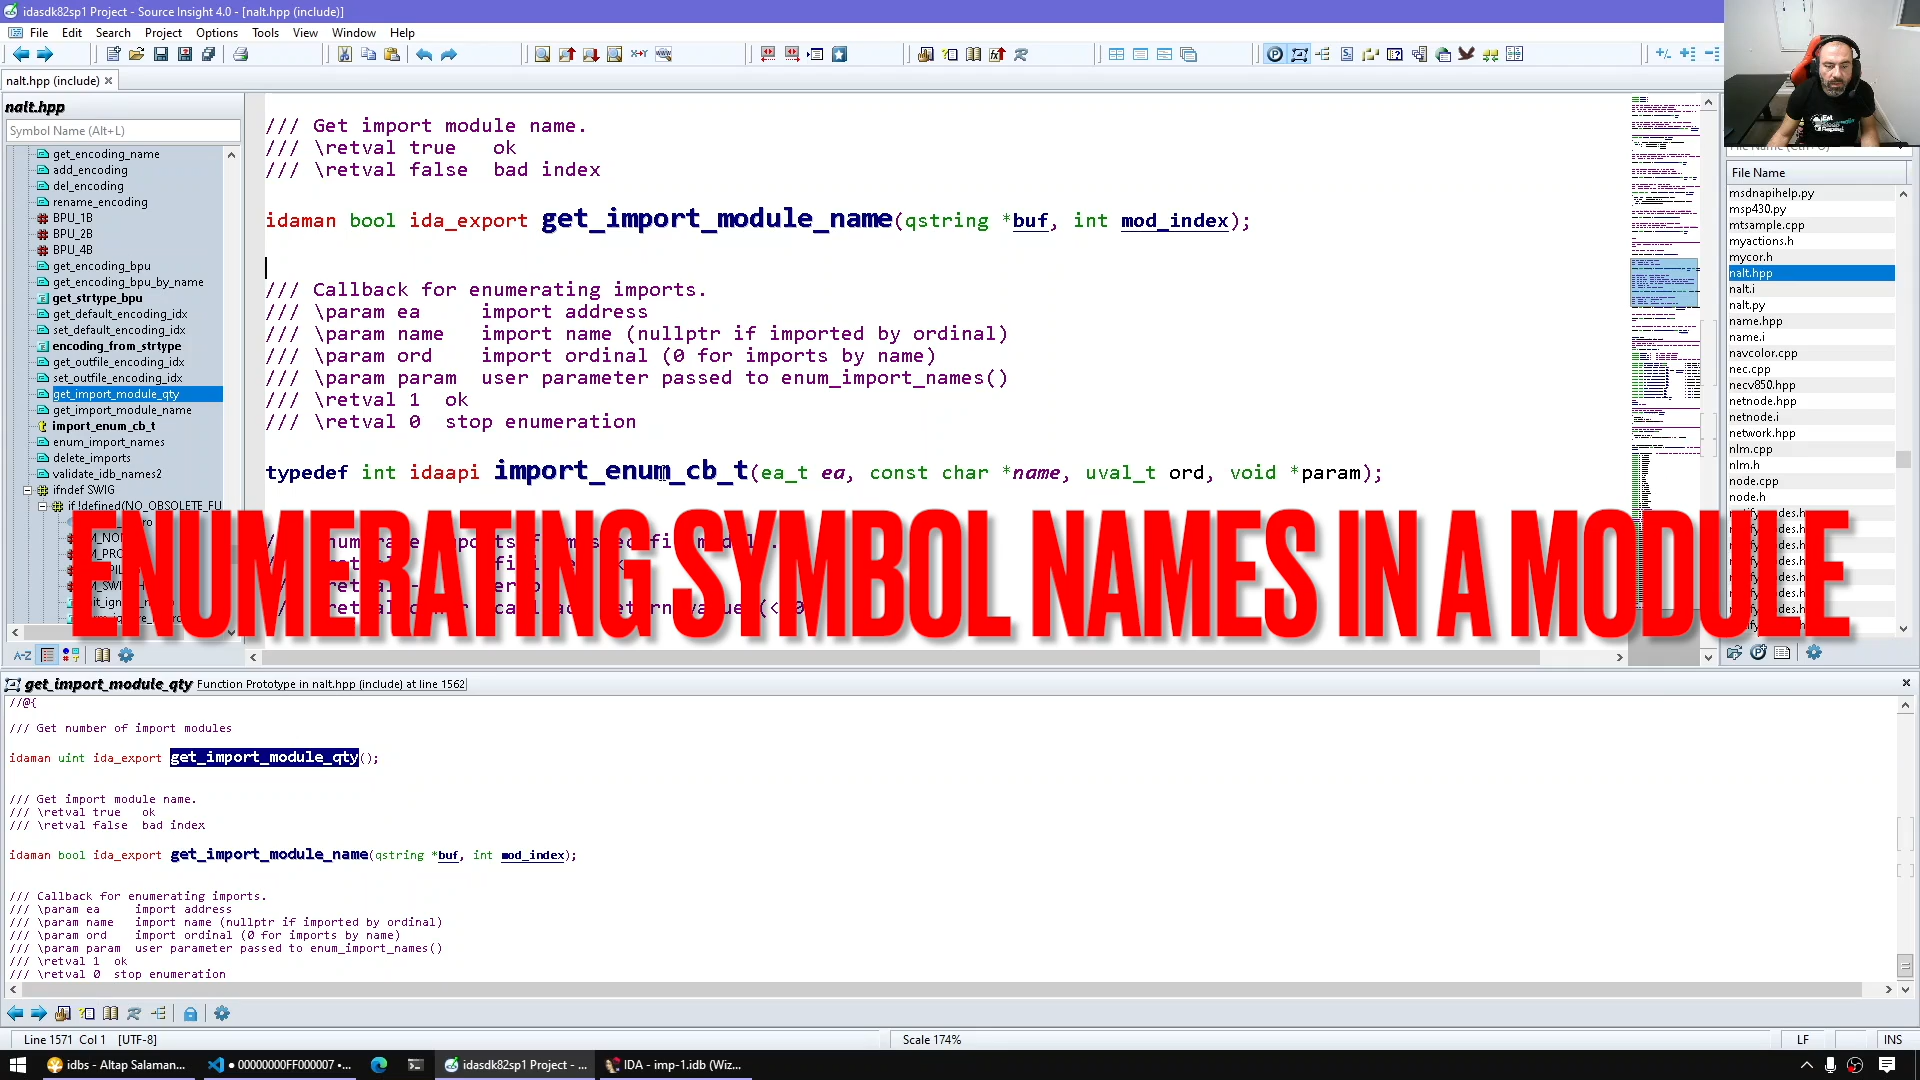 idasdk82sp1 Project - Source Insight 4.0 - [nalt.hpp (include)]
File Edit Search Project Options Tools View Window Help
nalt.hpp (include)
nalt.hpp
Symbol Name (Alt+L)
get_encoding_name
add_encoding
del_encoding
rename_encoding
BPU_1B
BPU_2B
BPU_4B
get_encoding_bpu
get_encoding_bpu_by_name
get_strtype_bpu
get_default_encoding_idx
set_default_encoding_idx
encoding_from_strtype
get_outfile_encoding_idx
set_outfile_encoding_idx
get_import_module_qty
get_import_module_name
import_enum_cb_t
enum_import_names
delete_imports
validate_idb_names2
ifndef SWIG
if !defined(NO_OBSOLETE_FU
/// Get import module name.
/// \retval true ok
/// \retval false bad index
idaman bool ida_export get_import_module_name(qstring *buf, int mod_index);
/// Callback for enumerating imports.
/// \param ea import address
/// \param name import name (nullptr if imported by ordinal)
/// \param ord import ordinal (0 for imports by name)
/// \param param user parameter passed to enum_import_names()
/// \retval 1 ok
/// \retval 0 stop enumeration
typedef int idaapi import_enum_cb_t(ea_t ea, const char *name, uval_t ord, void *param);
ENUMERATING SYMBOL NAMES IN A MODULE
File Name
msdnapihelp.py
msp430.py
mtsample.cpp
myactions.h
mycor.h
nalt.hpp
nalt.i
nalt.py
name.hpp
name.i
navcolor.cpp
nec.cpp
necv850.hpp
netnode.hpp
netnode.i
network.hpp
nlm.cpp
nlm.h
node.cpp
node.h
A-Z
get_import_module_qty Function Prototype in nalt.hpp (include) at line 1562
//@{
/// Get number of import modules
idaman uint ida_export get_import_module_qty();
/// Get import module name.
/// \retval true ok
/// \retval false bad index
idaman bool ida_export get_import_module_name(qstring *buf, int mod_index);
/// Callback for enumerating imports.
/// \param ea import address
/// \param name import name (nullptr if imported by ordinal)
/// \param ord import ordinal (0 for imports by name)
/// \param param user parameter passed to enum_import_names()
/// \retval 1 ok
/// \retval 0 stop enumeration
Line 1571 Col 1 [UTF-8] Scale 174% LF INS
idbs - Altap Salaman... ● 00000000FF000007 •... idasdk82sp1 Project - ... IDA - imp-1.idb (Wiz...